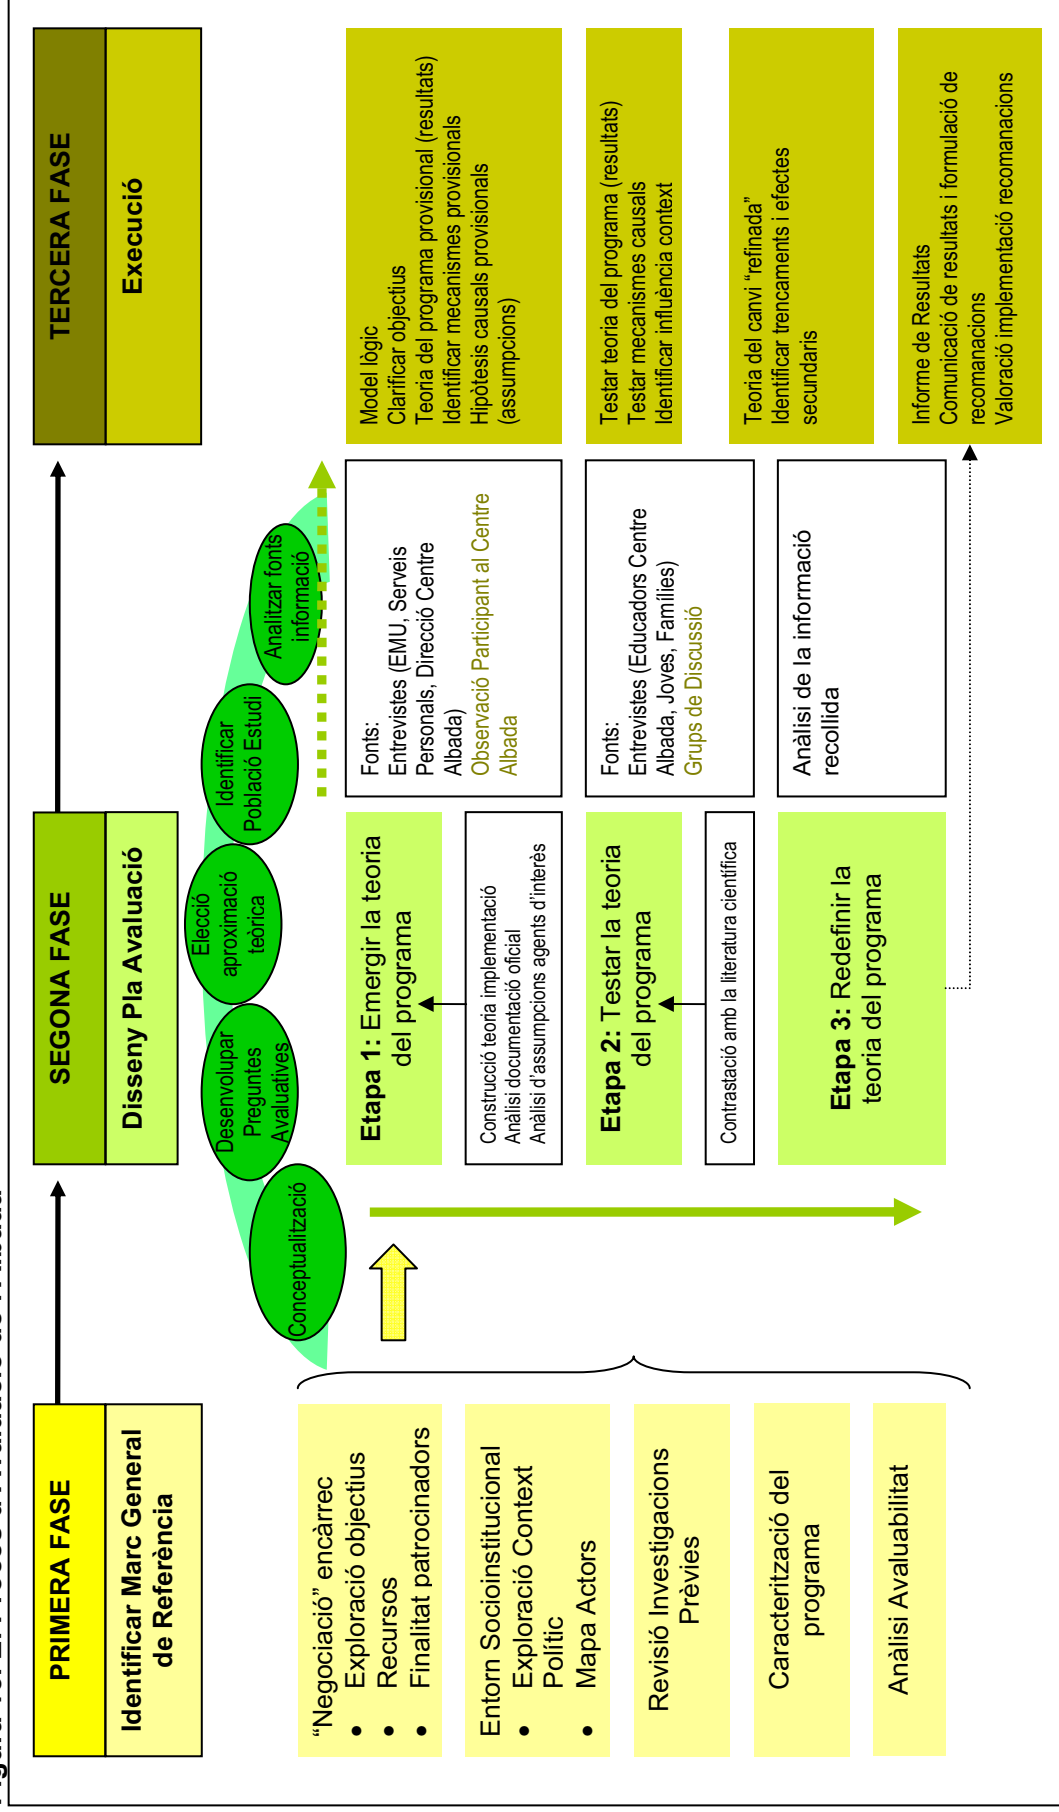 PRIMERA FASE
Identificar Marc General
de Referència
“Negociació” encàrrec
• Exploració objectius
• Recursos
• Finalitat patrocinadors
Entorn Socioinstitucional
• Exploració Context
Polític
• Mapa Actors
Revisió Investigacions
Prèvies
Caracterització del
programa
Anàlisi Avaluabilitat
SEGONA FASE
Disseny Pla Avaluació
Conceptualització
Desenvolupar
Preguntes
Avaluatives
Elecció
aproximació
teòrica
Identificar
Població Estudi
Analitzar fonts
informació
Etapa 1: Emergir la teoria
del programa
Construcció teoria implementació
Anàlisi documentació oficial
Anàlisi d’assumpcions agents d’interès
Fonts:
Entrevistes (EMU, Serveis
Personals, Direcció Centre
Albada)
Observació Participant al Centre
Albada
Etapa 2: Testar la teoria
del programa
Contrastació amb la literatura científica
Fonts:
Entrevistes (Educadors Centre
Albada, Joves, Famílies)
Grups de Discussió
Etapa 3: Redefinir la
teoria del programa
Anàlisi de la informació
recollida
TERCERA FASE
Execució
Model lògic
Clarificar objectius
Teoria del programa provisional (resultats)
Identificar mecanismes provisionals
Hipòtesis causals provisionals
(assumpcions)
Testar teoria del programa (resultats)
Testar mecanismes causals
Identificar influència context
Teoria del canvi “refinada”
Identificar trencaments i efectes
secundaris
Informe de Resultats
Comunicació de resultats i formulació de
recomanacions
Valoració implementació recomanacions